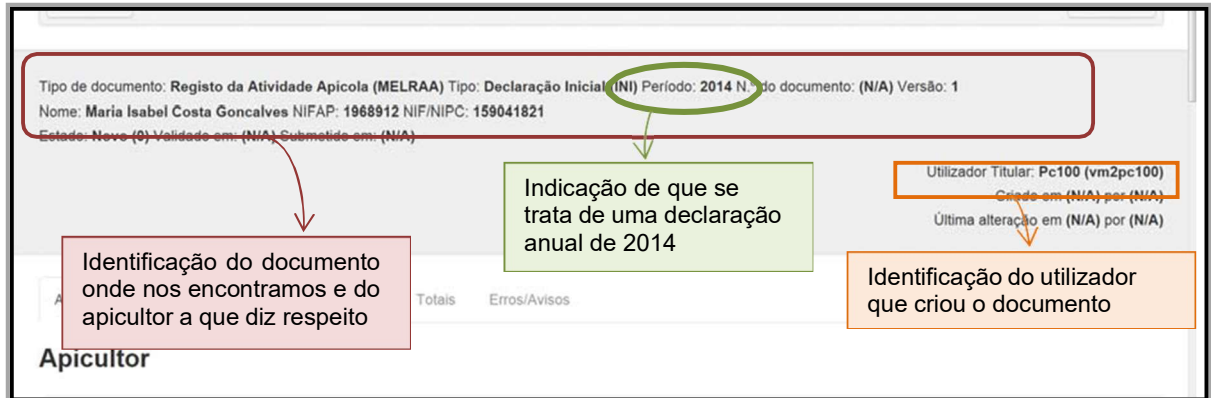 Tipo de documento: Registo da Atividade Apicola (MELRAA) Tipo: Declaração Inicial (INI) Período: 2014 N.º do documento: (N/A) Versão: 1
Nome: Maria Isabel Costa Goncalves NIFAP: 1968912 NIF/NIPC: 159041821
Estado: Novo (0) Validado em: (N/A) Submetido em: (N/A)
Utilizador Titular: Pc100 (vm2pc100)
Criado em (N/A) por (N/A)
Última alteração em (N/A) por (N/A)
Indicação de que se
trata de uma declaração
anual de 2014
Identificação do documento
onde nos encontramos e do
apicultor a que diz respeito
Identificação do utilizador
que criou o documento
Totais Erros/Avisos
Apicultor